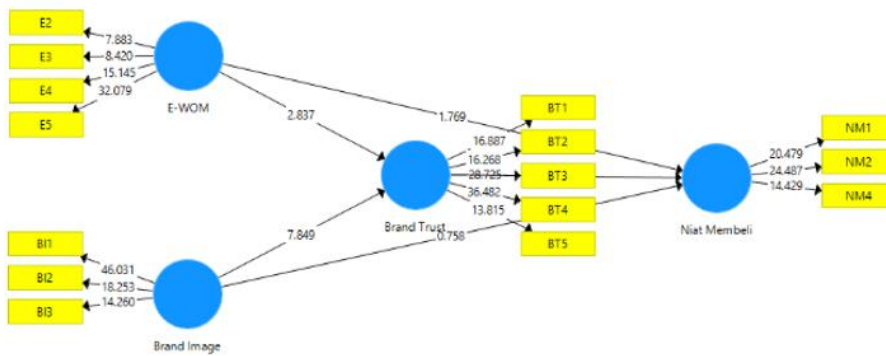 E2
7.883
E3
8.420
E4
15.145
32.079
E5
E-WOM
2.837
1.769
BT1
16.887
BT2
16.268
BT3
28.725
36.482
BT4
13.815
BT5
Brand Trust
NM1
20.479
NM2
24.487
14.429
NM4
Niat Membeli
7.849
0.758
BI1
46.031
BI2
18.253
14.260
BI3
Brand Image